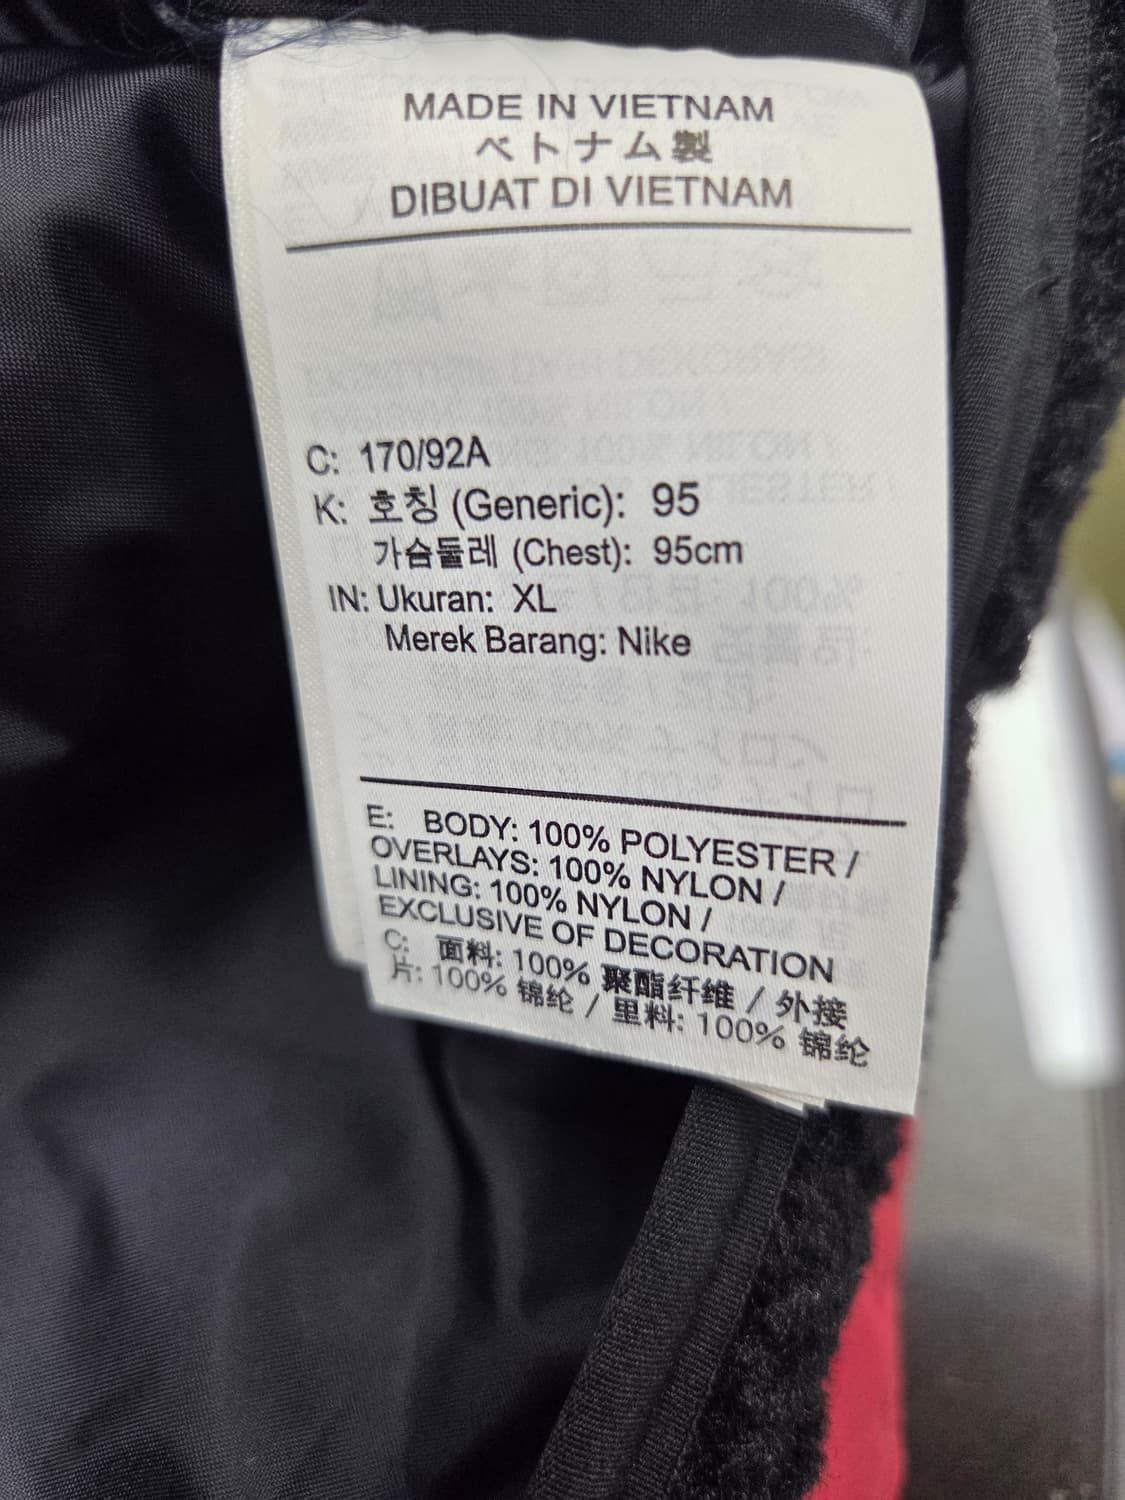 MADE IN VIETNAM
ベトナム製
DIBUAT DI VIETNAM
C: 170/92A
K: 호칭 (Generic): 95
가슴둘레 (Chest): 95cm
IN: Ukuran: XL
Merek Barang: Nike
E: BODY: 100% POLYESTER /
OVERLAYS: 100% NYLON /
LINING: 100% NYLON /
EXCLUSIVE OF DECORATION
C: 面料: 100% 聚酯纤维 / 外接
片: 100% 锦纶 / 里料: 100% 锦纶